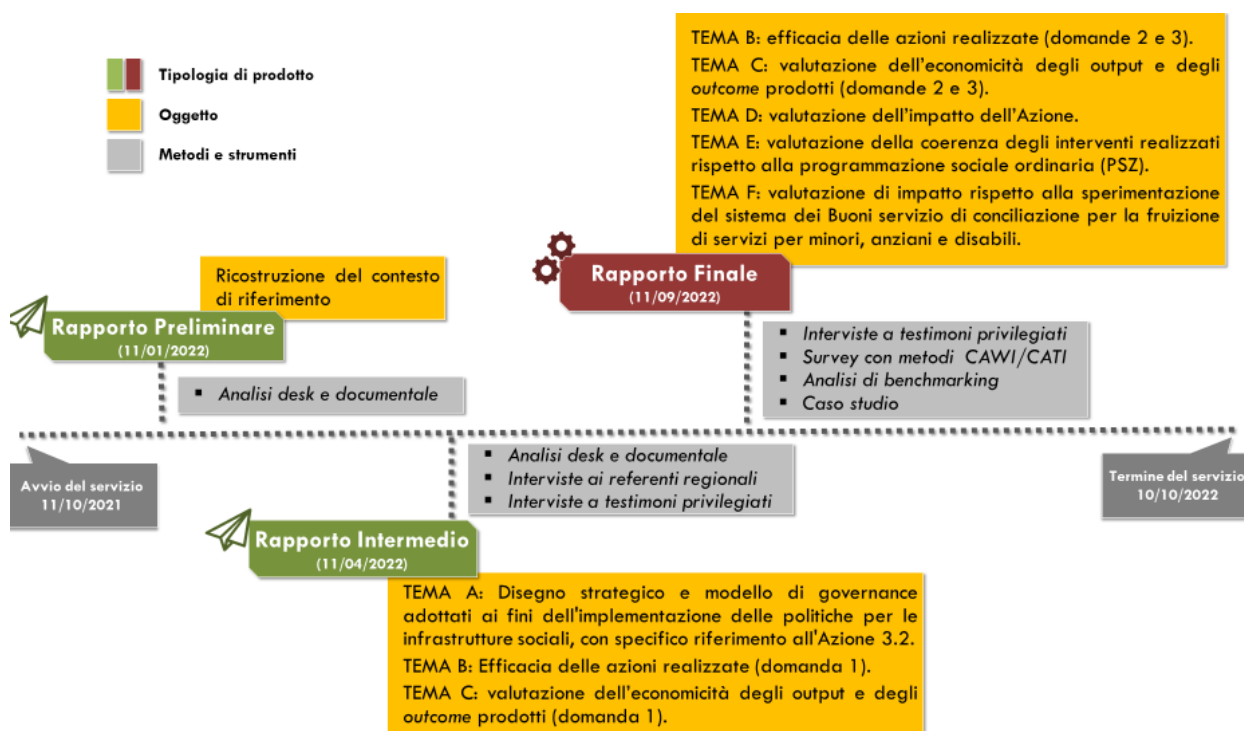 Tipologia di prodotto
Oggetto
Metodi e strumenti
TEMA B: efficacia delle azioni realizzate (domande 2 e 3).
TEMA C: valutazione dell'economicità degli output e degli
outcome prodotti (domande 2 e 3).
TEMA D: valutazione dell'impatto dell'Azione.
TEMA E: valutazione della coerenza degli interventi realizzati
rispetto alla programmazione sociale ordinaria (PSZ).
TEMA F: valutazione di impatto rispetto alla sperimentazione
del sistema dei Buoni servizio di conciliazione per la fruizione
di servizi per minori, anziani e disabili.
Ricostruzione del contesto
di riferimento
Rapporto Preliminare
(11/01/2022)
▪ Analisi desk e documentale
Rapporto Finale
(11/09/2022)
▪ Interviste a testimoni privilegiati
▪ Survey con metodi CAWI/CATI
▪ Analisi di benchmarking
▪ Caso studio
Avvio del servizio
11/10/2021
▪ Analisi desk e documentale
▪ Interviste ai referenti regionali
▪ Interviste a testimoni privilegiati
Termine del servizio
10/10/2022
Rapporto Intermedio
(11/04/2022)
TEMA A: Disegno strategico e modello di governance
adottati ai fini dell'implementazione delle politiche per le
infrastrutture sociali, con specifico riferimento all'Azione 3.2.
TEMA B: Efficacia delle azioni realizzate (domanda 1).
TEMA C: valutazione dell'economicità degli output e degli
outcome prodotti (domanda 1).